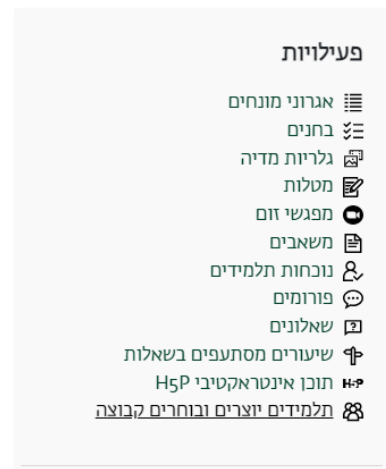 פעילויות
אגרוני מונחים
בחנים
גלריות מדיה
מטלות
מפגשי זום
משאבים
נוכחות תלמידים
פורומים
שאלונים
שיעורים מסתעפים בשאלות
תוכן אינטראקטיבי H5P
תלמידים יוצרים ובוחרים קבוצה